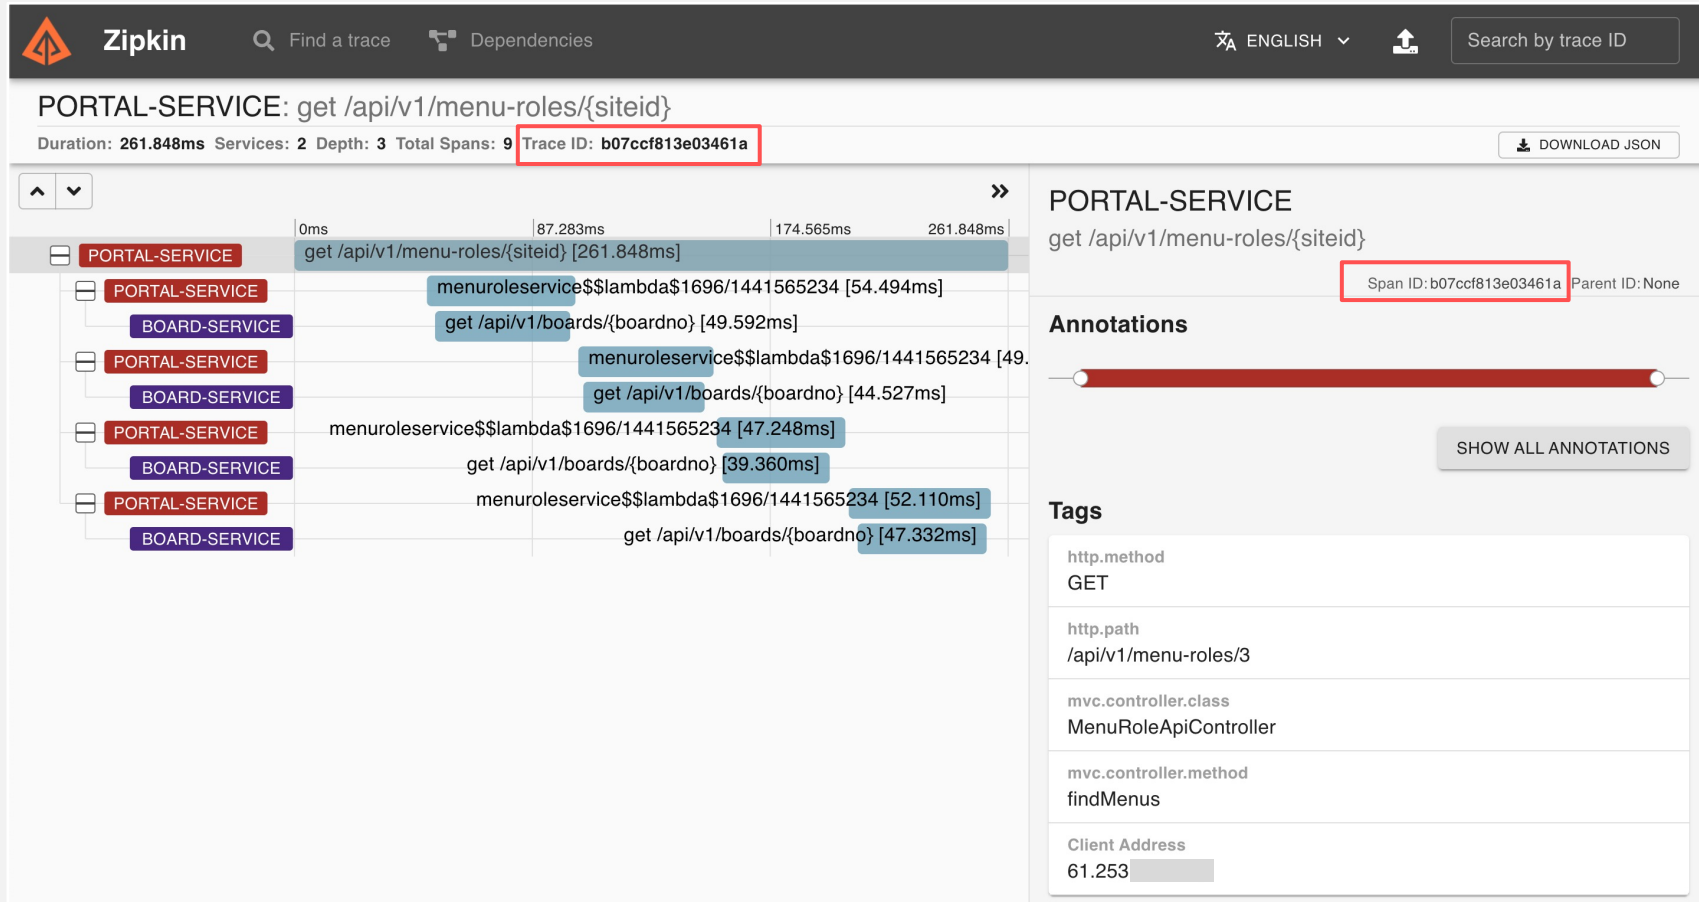 Zipkin
Find a trace
Dependencies
ENGLISH
Search by trace ID
PORTAL-SERVICE: get /api/v1/menu-roles/{siteid}
Duration: 261.848ms Services: 2 Depth: 3 Total Spans: 9 Trace ID: b07ccf813e03461a
DOWNLOAD JSON
0ms 87.283ms 174.565ms 261.848ms
PORTAL-SERVICE get /api/v1/menu-roles/{siteid} [261.848ms]
PORTAL-SERVICE menuroleservice$$lambda$1696/1441565234 [54.494ms]
BOARD-SERVICE get /api/v1/boards/{boardno} [49.592ms]
PORTAL-SERVICE menuroleservice$$lambda$1696/1441565234 [49.
BOARD-SERVICE get /api/v1/boards/{boardno} [44.527ms]
PORTAL-SERVICE menuroleservice$$lambda$1696/1441565234 [47.248ms]
BOARD-SERVICE get /api/v1/boards/{boardno} [39.360ms]
PORTAL-SERVICE menuroleservice$$lambda$1696/1441565234 [52.110ms]
BOARD-SERVICE get /api/v1/boards/{boardno} [47.332ms]
PORTAL-SERVICE
get /api/v1/menu-roles/{siteid}
Span ID: b07ccf813e03461a Parent ID: None
Annotations
SHOW ALL ANNOTATIONS
Tags
http.method
GET
http.path
/api/v1/menu-roles/3
mvc.controller.class
MenuRoleApiController
mvc.controller.method
findMenus
Client Address
61.253